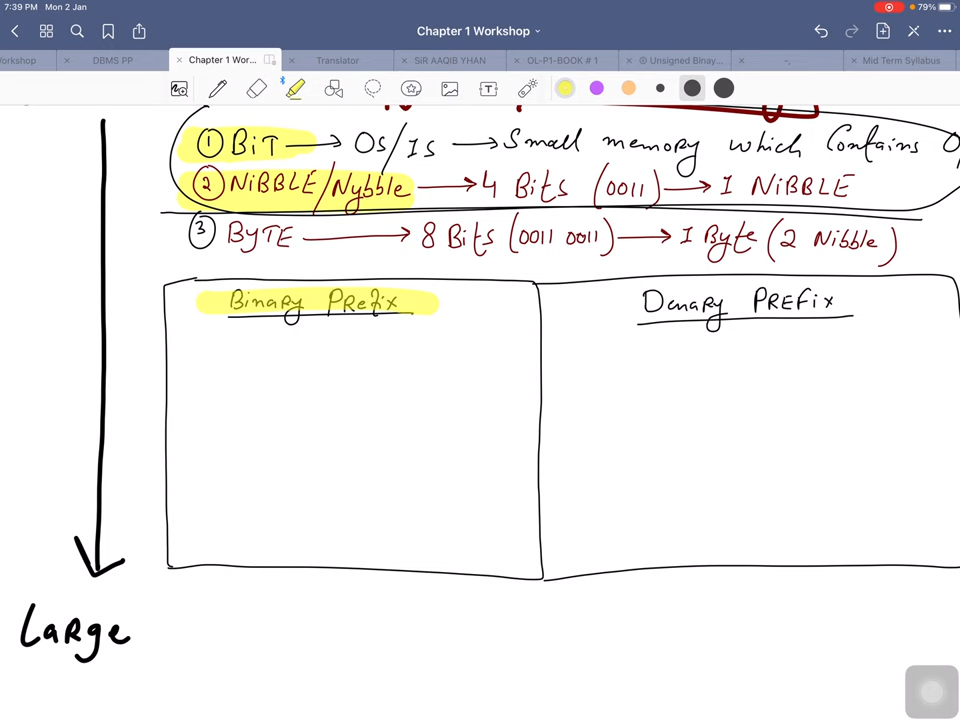 7:39 PM Mon 2 Jan
79%
Chapter 1 Workshop
orkshop
DBMS PP
Chapter 1 Wor...
Translator
SiR AAQIB YHAN
OL-P1-BOOK # 1
Unsigned Binay...
Mid Term Syllabus
① BiT → 0s/1s → Small memory which Contains 0
② NiBBLE/Nybble → 4 Bits (0011) → 1 NiBBLE
③ ByTE → 8 Bits (0011 0011) → 1 Byte (2 Nibble)
Binary PRefix
Denary PREFix
LaRge